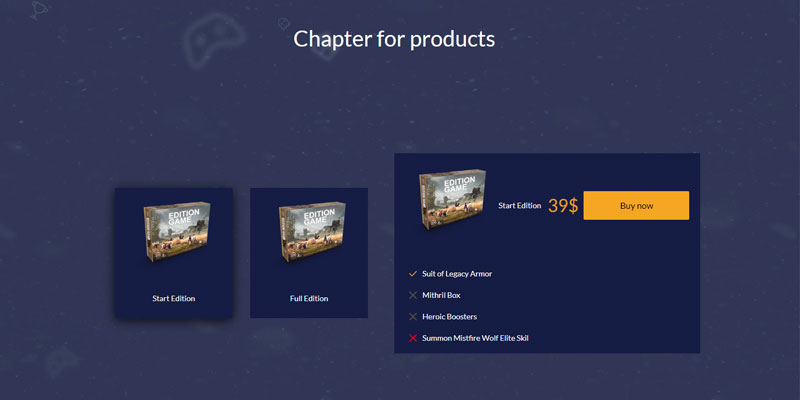 Chapter for products
EDITION
GAME
Start Edition
EDITION
GAME
Full Edition
EDITION
GAME
Start Edition
39$
Buy now
Suit of Legacy Armor
Mithril Box
Heroic Boosters
Summon Mistfire Wolf Elite Skil